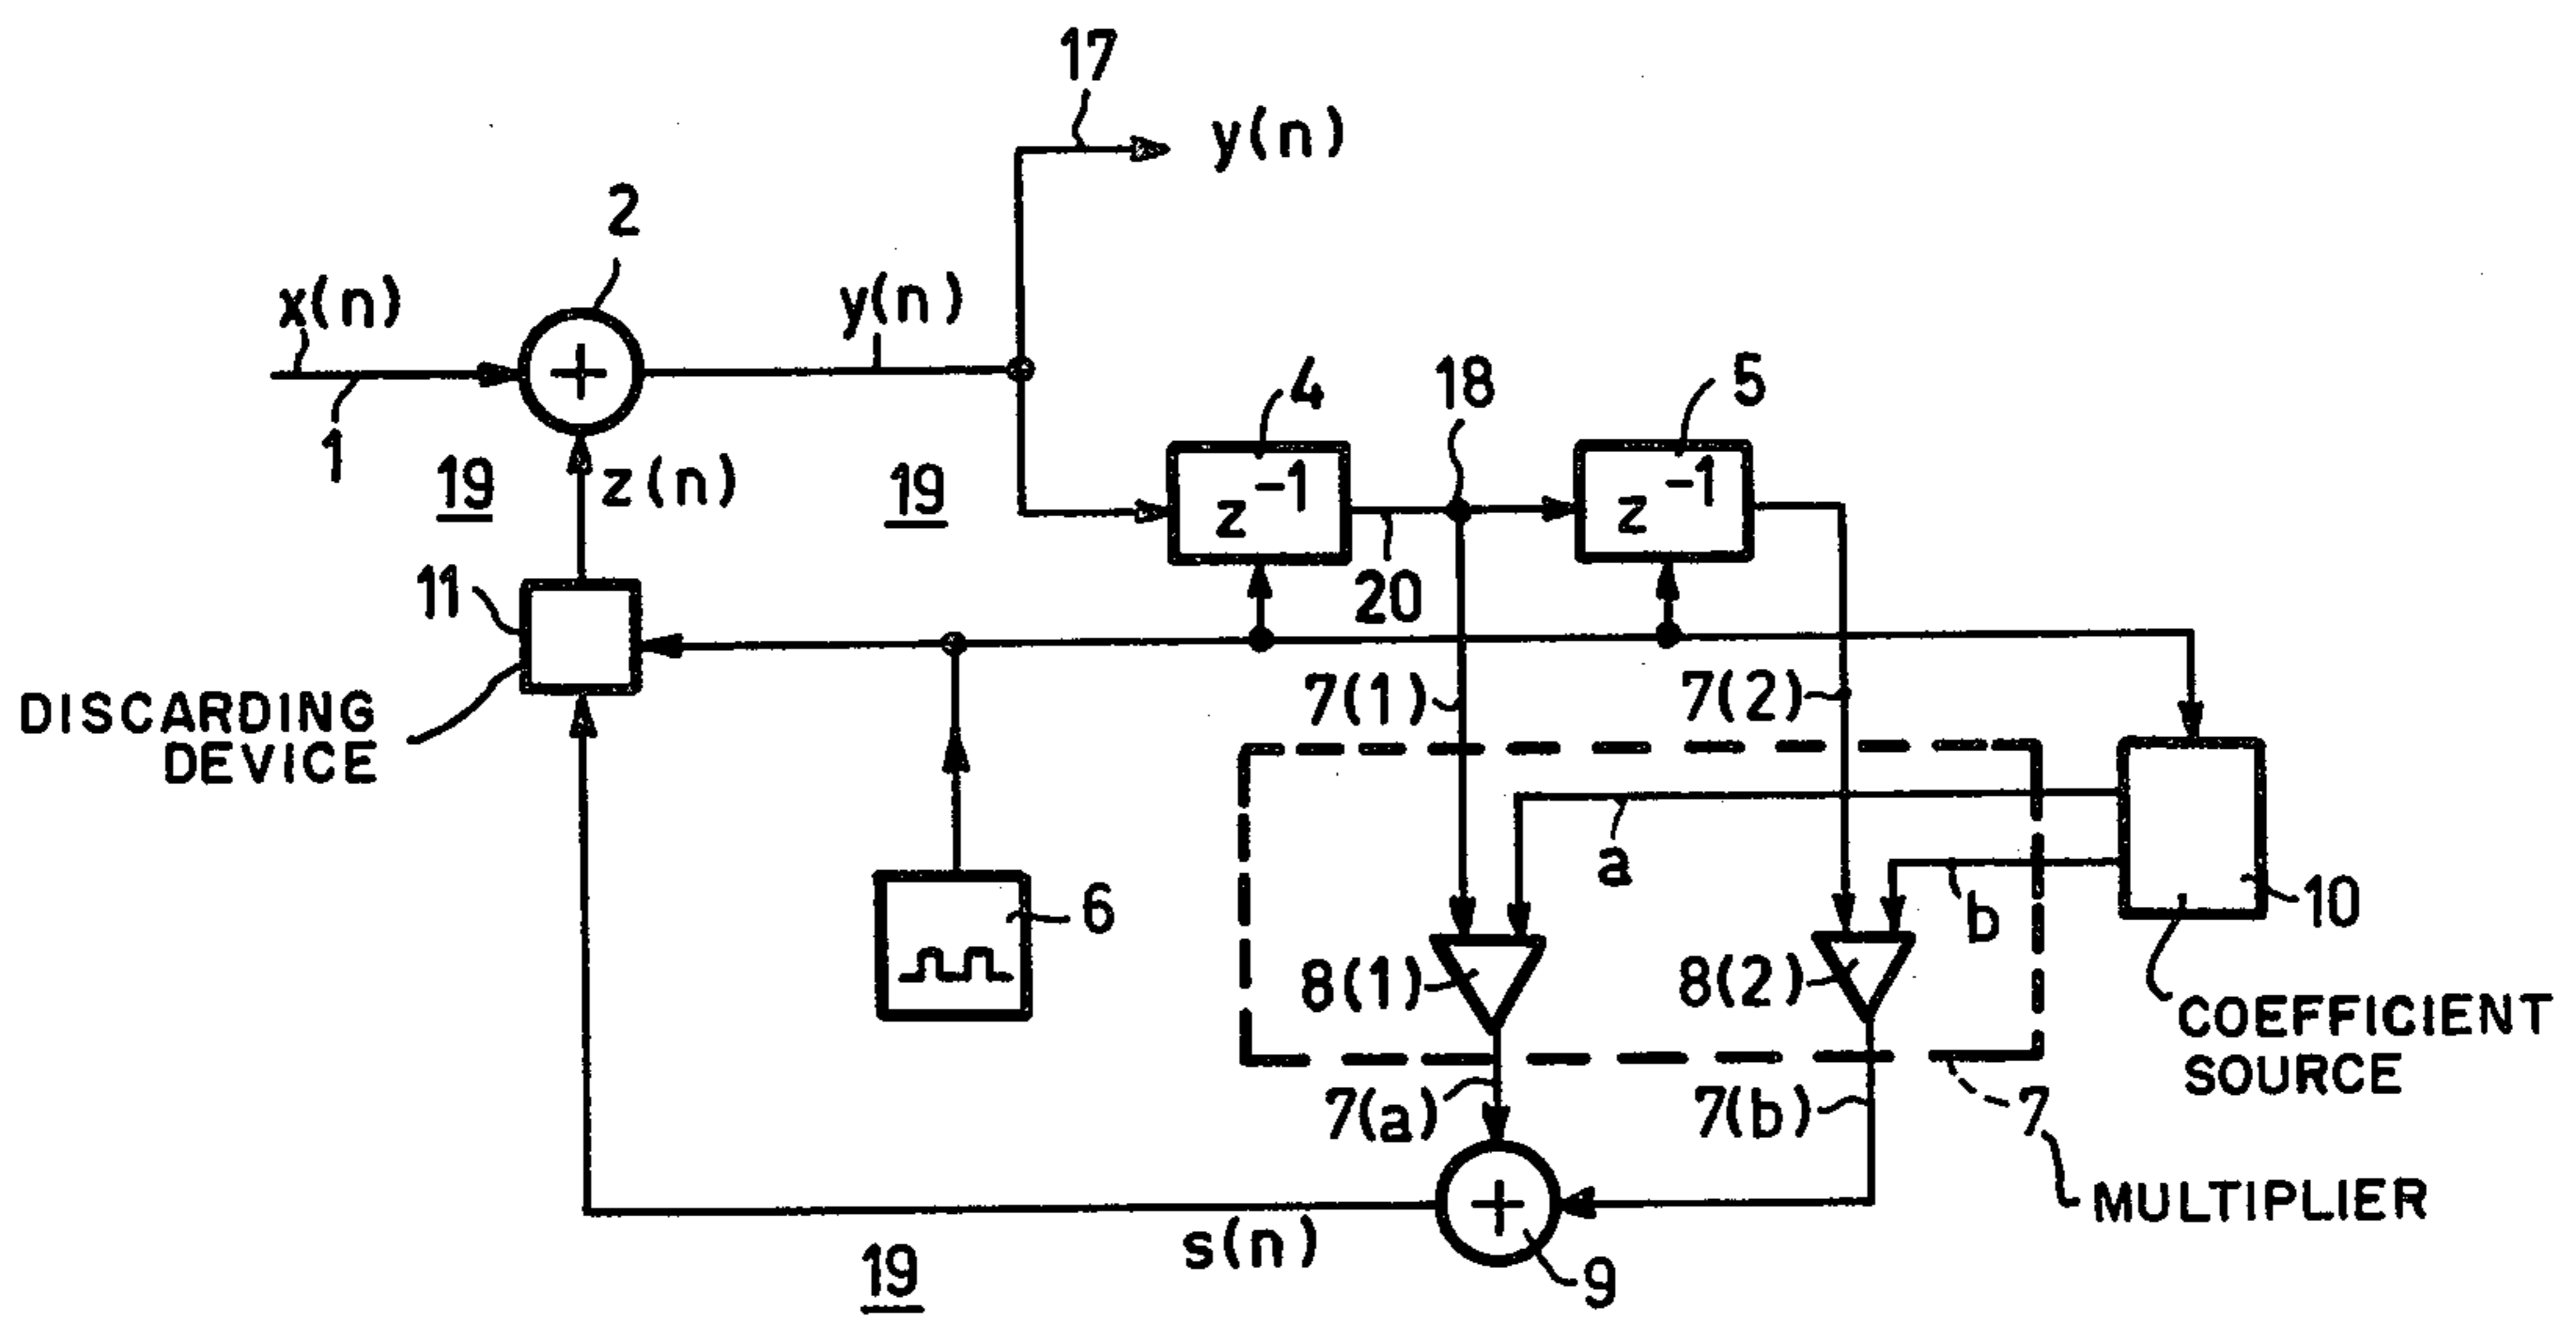 17
y(n)
2
x(n)
y(n)
1
19
z(n)
19
4
18
5
z⁻¹
z⁻¹
20
11
DISCARDING
DEVICE
7(1)
7(2)
6
a
b
10
8(1)
8(2)
COEFFICIENT
SOURCE
7(a)
7(b)
7
MULTIPLIER
+
+
s(n)
9
19